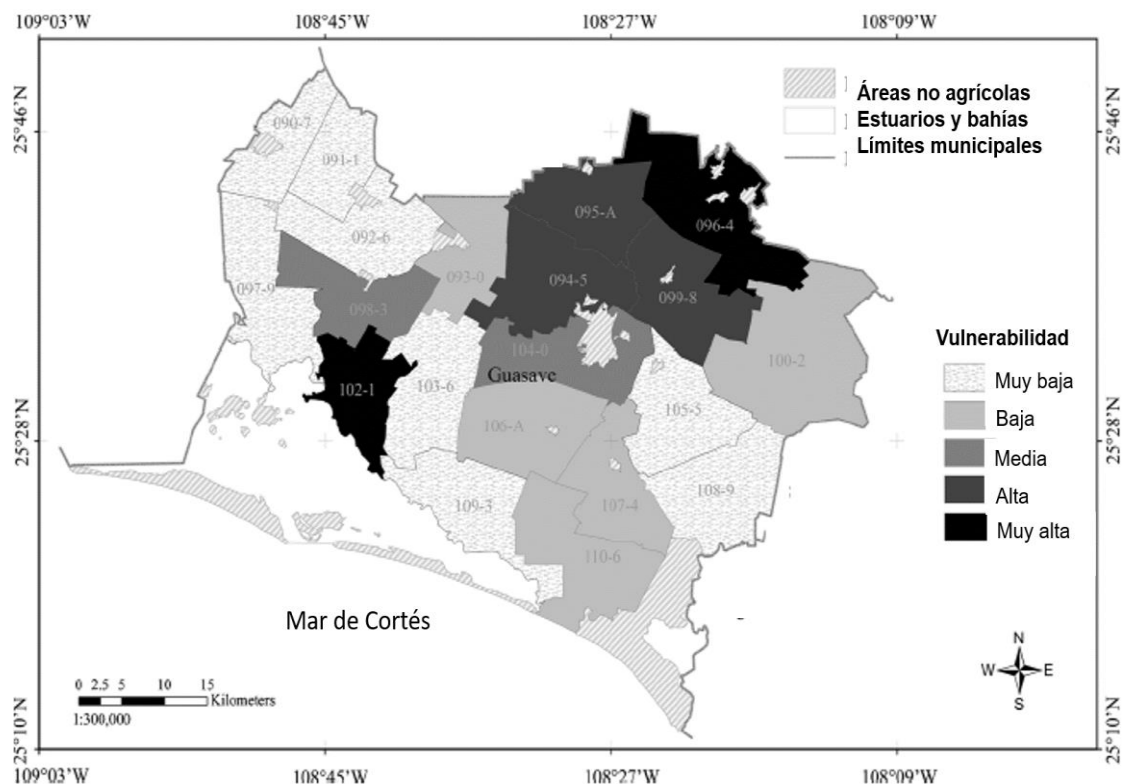 109°03'W
108°45'W
108°27'W
108°09'W
25°46'N
25°28'N
25°10'N
Áreas no agrícolas
Estuarios y bahías
Límites municipales
090-7
091-1
092-6
093-0
094-5
095-A
096-4
097-9
098-3
099-8
100-2
102-1
103-6
104-0
Guasave
105-5
106-A
107-4
108-9
109-3
110-6
Vulnerabilidad
Muy baja
Baja
Media
Alta
Muy alta
Mar de Cortés
0 2,5 5 10 15
Kilometers
1:300,000
N
W E
S
25°46'N
25°28'N
25°10'N
109°03'W
108°45'W
108°27'W
108°09'W